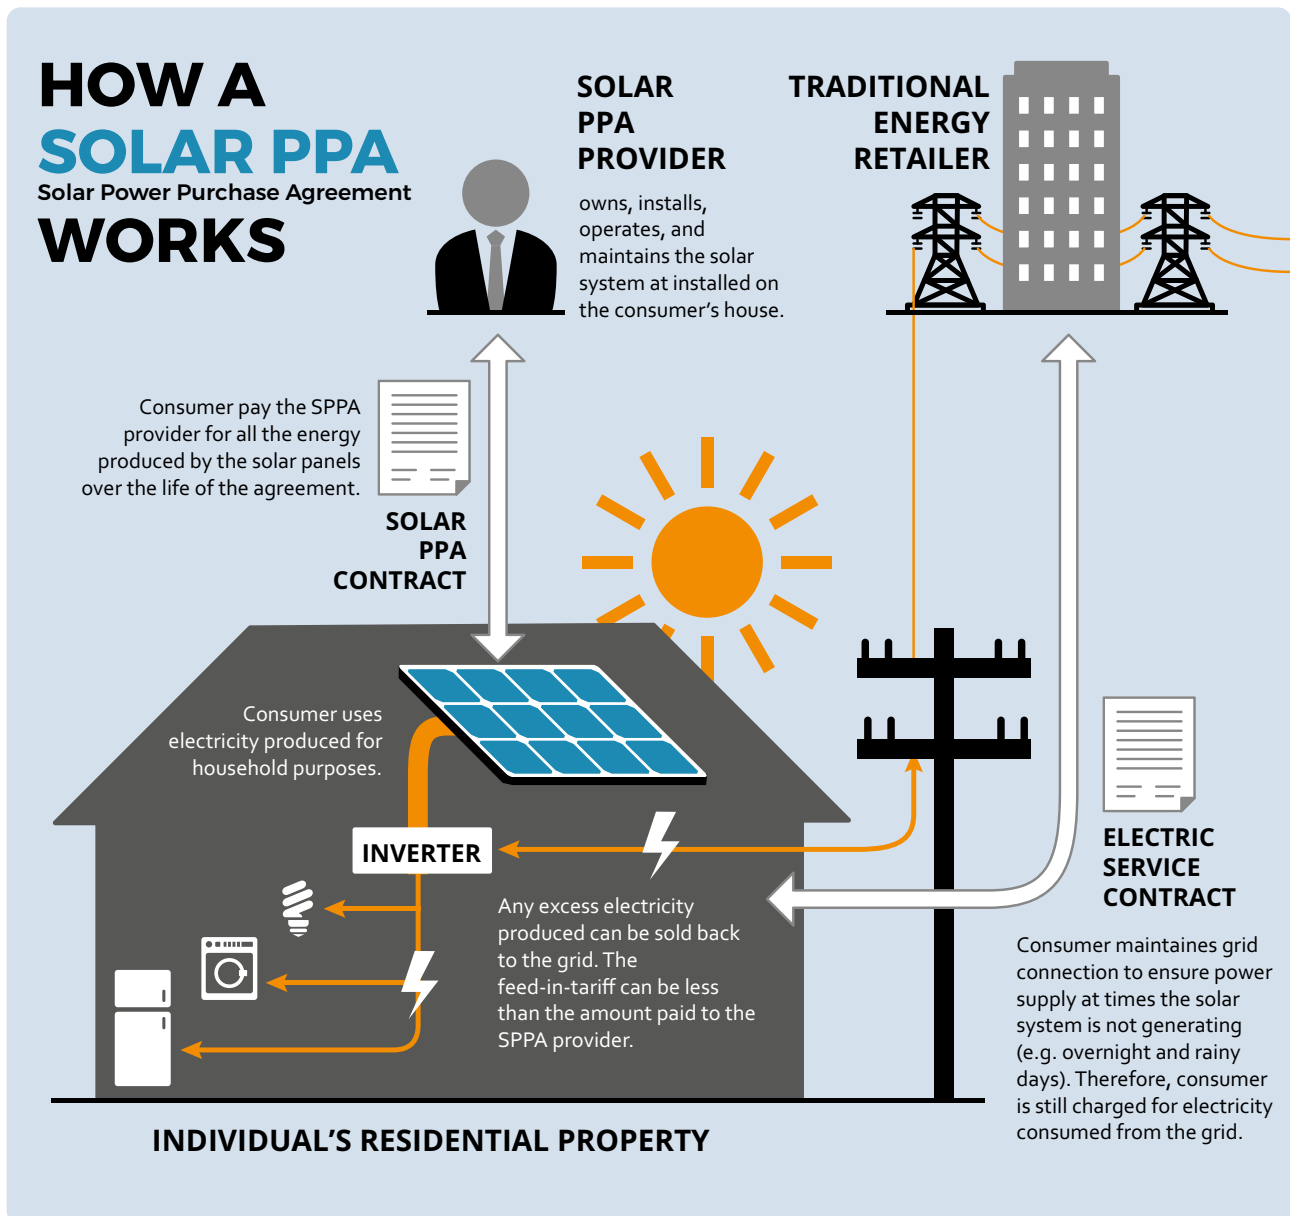 HOW A
SOLAR PPA
Solar Power Purchase Agreement
WORKS
SOLAR
PPA
PROVIDER
owns, installs,
operates, and
maintains the solar
system at installed on
the consumer's house.
TRADITIONAL
ENERGY
RETAILER
Consumer pay the SPPA
provider for all the energy
produced by the solar panels
over the life of the agreement.
SOLAR
PPA
CONTRACT
Consumer uses
electricity produced for
household purposes.
INVERTER
Any excess electricity
produced can be sold back
to the grid. The
feed-in-tariff can be less
than the amount paid to the
SPPA provider.
ELECTRIC
SERVICE
CONTRACT
Consumer maintaines grid
connection to ensure power
supply at times the solar
system is not generating
(e.g. overnight and rainy
days). Therefore, consumer
is still charged for electricity
consumed from the grid.
INDIVIDUAL'S RESIDENTIAL PROPERTY